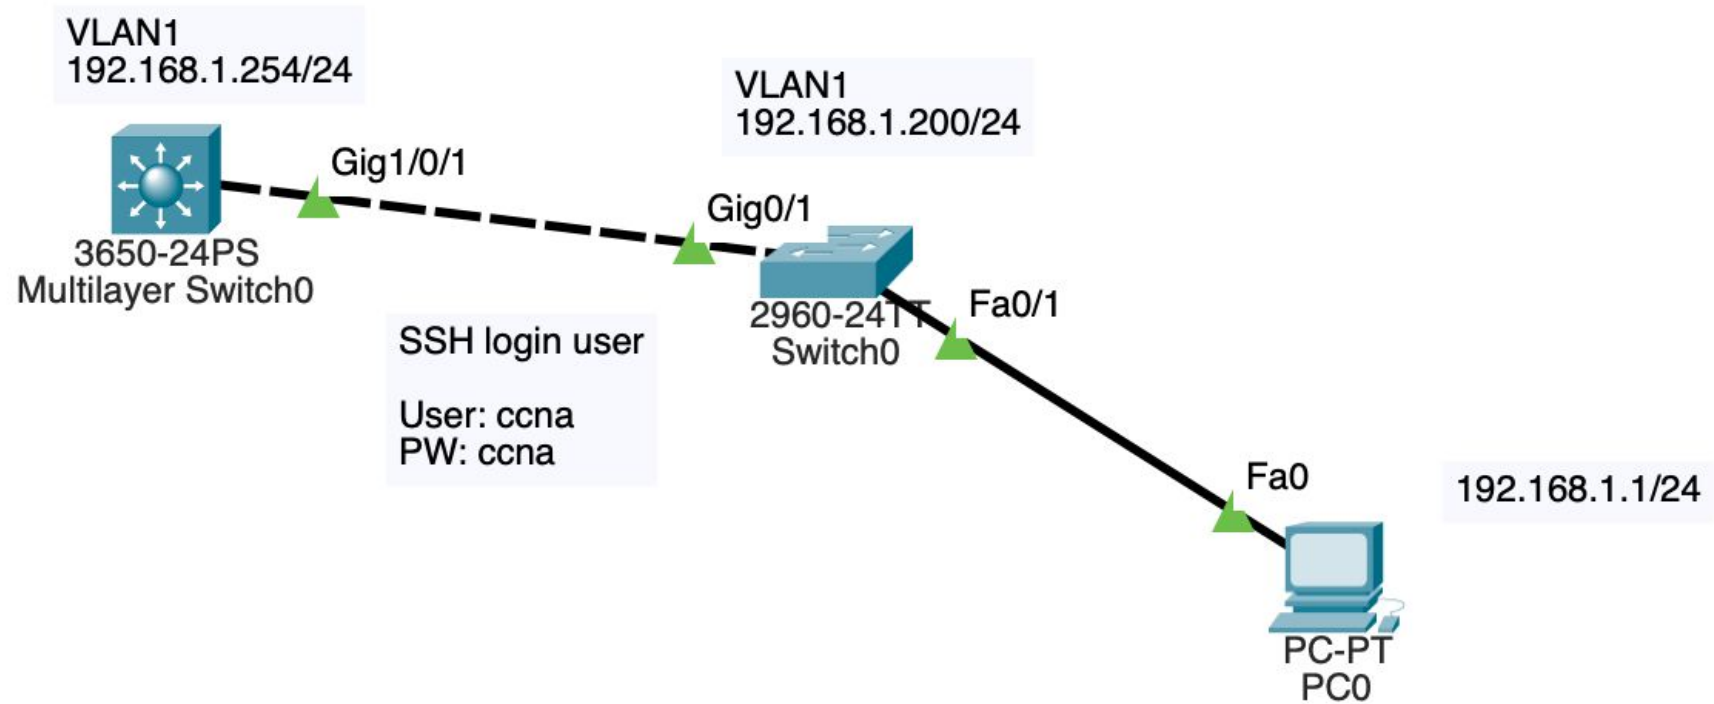 VLAN1
192.168.1.254/24
VLAN1
192.168.1.200/24
Gig1/0/1
Gig0/1
3650-24PS
Multilayer Switch0
2960-24TT
Switch0
Fa0/1
SSH login user
User: ccna
PW: ccna
Fa0
192.168.1.1/24
PC-PT
PC0